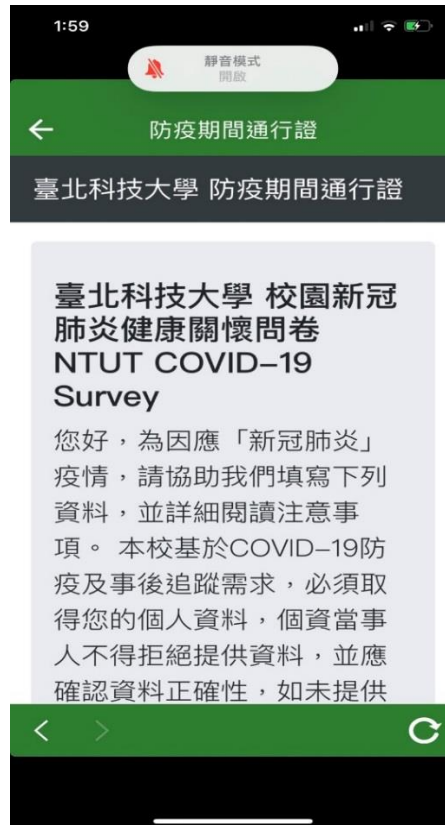 1:59
靜音模式
開啟
防疫期間通行證
臺北科技大學 防疫期間通行證
臺北科技大學 校園新冠
肺炎健康關懷問卷
NTUT COVID–19
Survey
您好，為因應「新冠肺炎」
疫情，請協助我們填寫下列
資料，並詳細閱讀注意事
項。 本校基於COVID–19防
疫及事後追蹤需求，必須取
得您的個人資料，個資當事
人不得拒絕提供資料，並應
確認資料正確性，如未提供